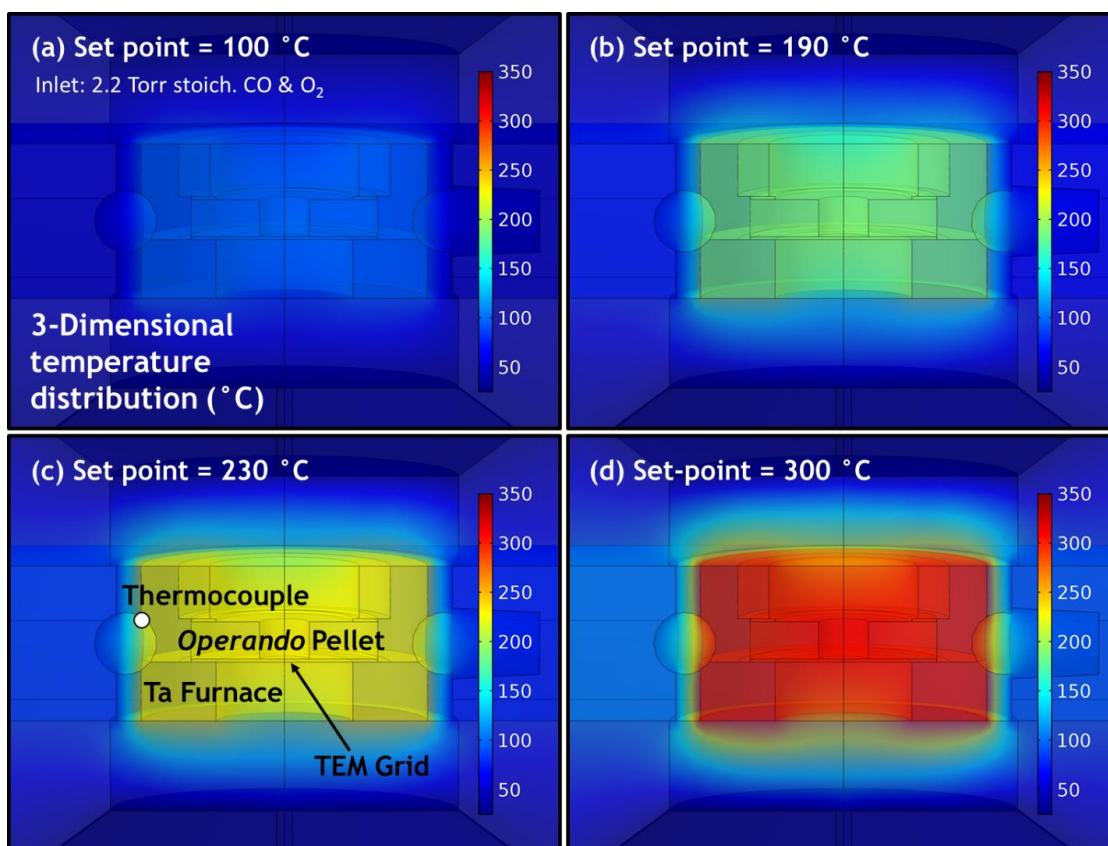 (a) Set point = 100 °C
Inlet: 2.2 Torr stoich. CO & O₂
350
300
250
200
150
100
50
3-Dimensional
temperature
distribution (°C)
(b) Set point = 190 °C
350
300
250
200
150
100
50
(c) Set point = 230 °C
350
300
250
200
150
100
50
Thermocouple
Operando Pellet
Ta Furnace
TEM Grid
(d) Set-point = 300 °C
350
300
250
200
150
100
50